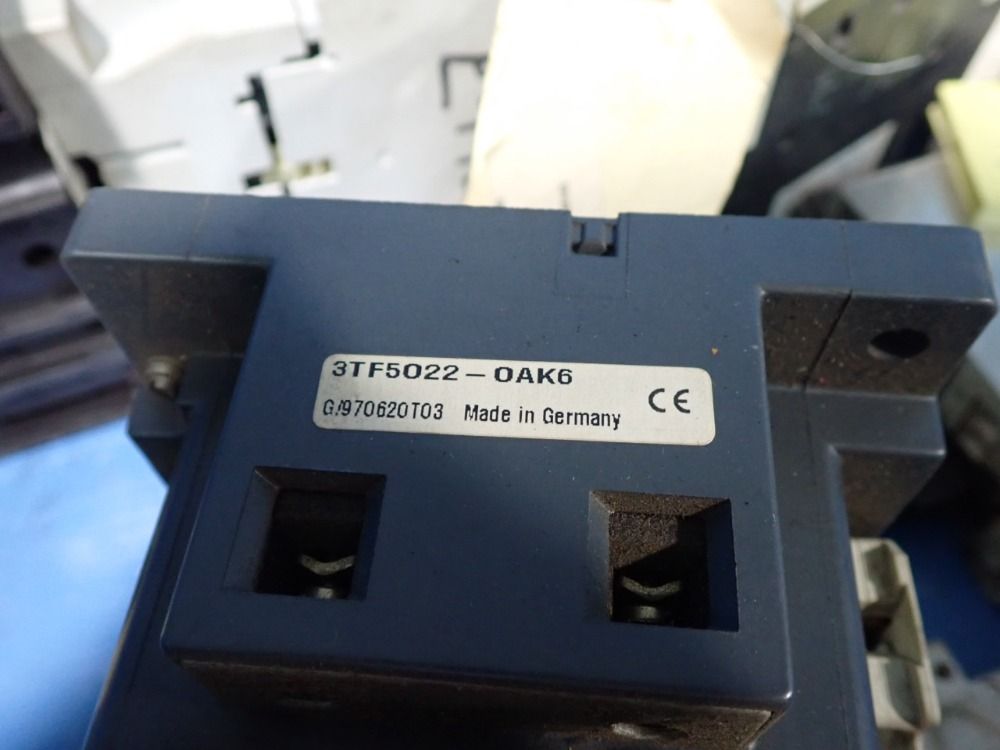 3TF5022-0AK6
G/970620T03 Made in Germany CE